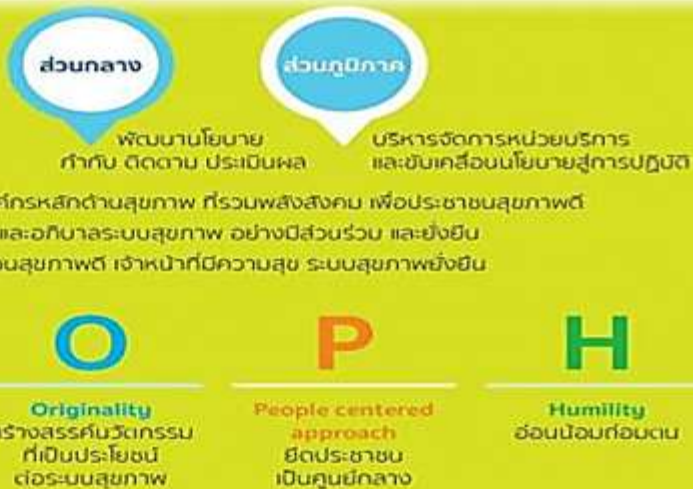 ส่วนกลาง
ส่วนภูมิภาค
พัฒนานโยบาย
กำกับ ติดตาม ประเมินผล
บริหารจัดการหน่วยบริการ
และขับเคลื่อนนโยบายสู่การปฏิบัติ
กรหลักด้านสุขภาพ ที่รวมพลังสังคม เพื่อประชาชนสุขภาพดี
และอภิบาลระบบสุขภาพ อย่างมีส่วนร่วม และยั่งยืน
สุขภาพดี เจ้าหน้าที่มีความสุข ระบบสุขภาพยั่งยืน
O P H
Originality
สร้างสรรค์นวัตกรรม
ที่เป็นประโยชน์
ต่อระบบสุขภาพ
People centered
approach
ยึดประชาชน
เป็นศูนย์กลาง
Humility
อ่อนน้อมถ่อมตน